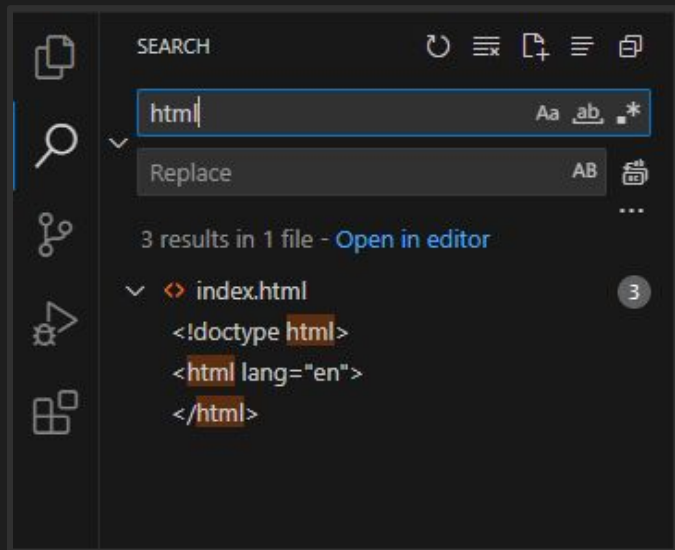 SEARCH
html
Aa ab .*
Replace
AB
3 results in 1 file - Open in editor
<> index.html 3
<!doctype html>
<html lang="en">
</html>